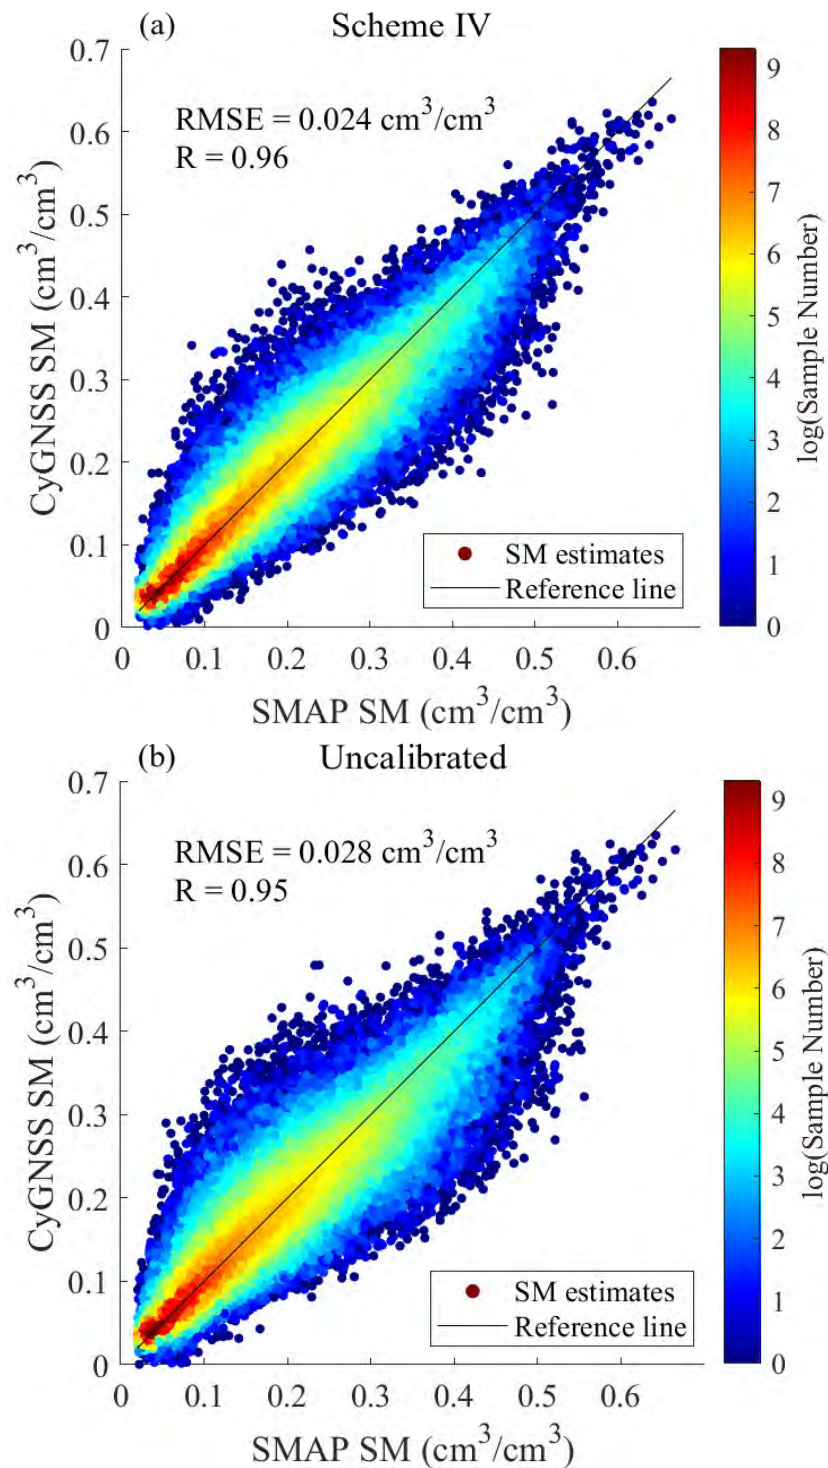 (a) Scheme IV
RMSE = 0.024 cm³/cm³
R = 0.96
CyGNSS SM (cm³/cm³)
0.7
0.6
0.5
0.4
0.3
0.2
0.1
0
SM estimates
Reference line
0 0.1 0.2 0.3 0.4 0.5 0.6
SMAP SM (cm³/cm³)
9
8
7
6
5
4
3
2
1
0
log(Sample Number)
(b) Uncalibrated
RMSE = 0.028 cm³/cm³
R = 0.95
CyGNSS SM (cm³/cm³)
0.7
0.6
0.5
0.4
0.3
0.2
0.1
0
SM estimates
Reference line
0 0.1 0.2 0.3 0.4 0.5 0.6
SMAP SM (cm³/cm³)
9
8
7
6
5
4
3
2
1
0
log(Sample Number)